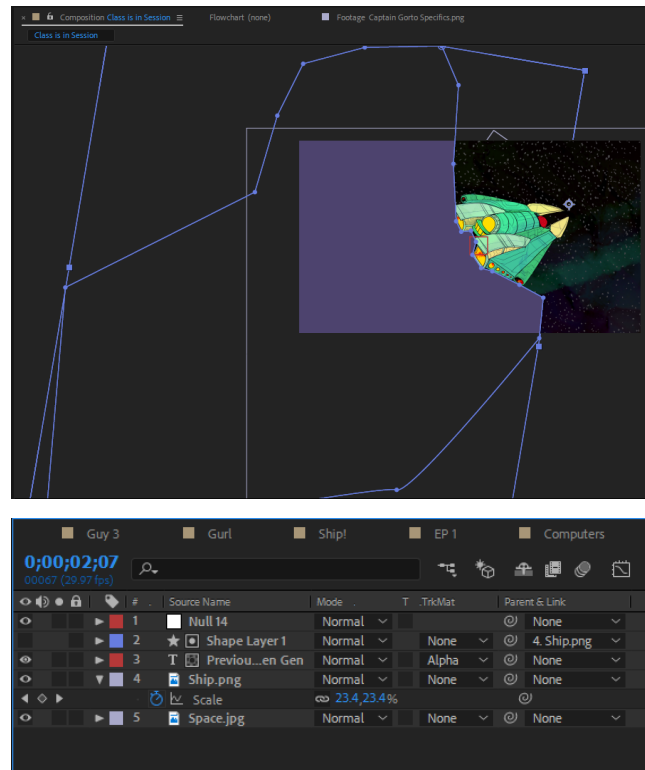 × Composition Class is in Session ≡ Flowchart (none) Footage Captain Gorto Specifics.png
Class is in Session
Guy 3 Gurl Ship! EP 1 Computers
0;00;02;07
00067 (29.97 fps)
# . Source Name Mode . T .TrkMat Parent & Link
1 Null 14 Normal None
2 Shape Layer 1 Normal None 4. Ship.png
3 T Previou...en Gen Normal Alpha None
4 Ship.png Normal None None
Scale 23.4,23.4%
5 Space.jpg Normal None None